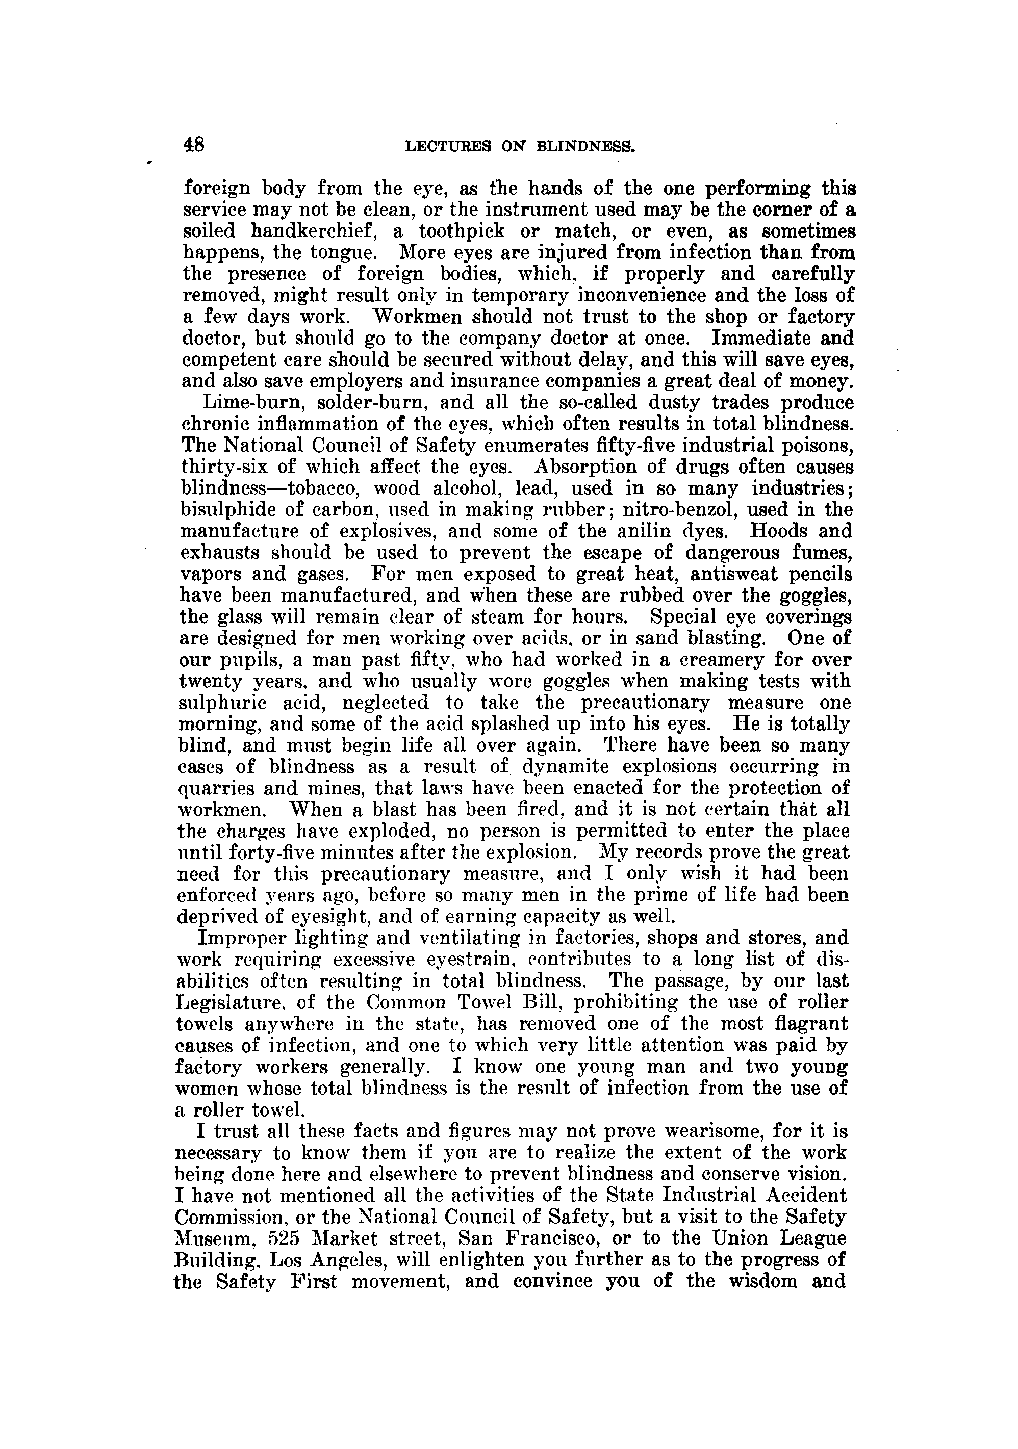 48 LECTURES ON BLINDNESS.
foreign body from the eye, as the hands of the one performing this
service may not be clean, or the instrument used may be the corner of a
soiled handkerchief, a toothpick or match, or even, as sometimes
happens, the tongue. More eyes are injured from infection than from
the presence of foreign bodies, which, if properly and carefully
removed, might result only in temporary inconvenience and the loss of
a few days work. Workmen should not trust to the shop or factory
doctor, but should go to the company doctor at once. Immediate and
competent care should be secured without delay, and this will save eyes,
and also save employers and insurance companies a great deal of money.
Lime-burn, solder-burn, and all the so-called dusty trades produce
chronic inflammation of the eyes, which often results in total blindness.
The National Council of Safety enumerates fifty-five industrial poisons,
thirty-six of which affect the eyes. Absorption of drugs often causes
blindness—tobacco, wood alcohol, lead, used in so many industries;
bisulphide of carbon, used in making rubber; nitro-benzol, used in the
manufacture of explosives, and some of the anilin dyes. Hoods and
exhausts should be used to prevent the escape of dangerous fumes,
vapors and gases. For men exposed to great heat, antisweat pencils
have been manufactured, and when these are rubbed over the goggles,
the glass will remain clear of steam for hours. Special eye coverings
are designed for men working over acids, or in sand blasting. One of
our pupils, a man past fifty, who had worked in a creamery for over
twenty years, and who usually wore goggles when making tests with
sulphuric acid, neglected to take the precautionary measure one
morning, and some of the acid splashed up into his eyes. He is totally
blind, and must begin life all over again. There have been so many
cases of blindness as a result of dynamite explosions occurring in
quarries and mines, that laws have been enacted for the protection of
workmen. When a blast has been fired, and it is not certain that all
the charges have exploded, no person is permitted to enter the place
until forty-five minutes after the explosion. My records prove the great
need for this precautionary measure, and I only wish it had been
enforced years ago, before so many men in the prime of life had been
deprived of eyesight, and of earning capacity as well.
Improper lighting and ventilating in factories, shops and stores, and
work requiring excessive eyestrain, contributes to a long list of dis-
abilities often resulting in total blindness. The passage, by our last
Legislature, of the Common Towel Bill, prohibiting the use of roller
towels anywhere in the state, has removed one of the most flagrant
causes of infection, and one to which very little attention was paid by
factory workers generally. I know one young man and two young
women whose total blindness is the result of infection from the use of
a roller towel.
I trust all these facts and figures may not prove wearisome, for it is
necessary to know them if you are to realize the extent of the work
being done here and elsewhere to prevent blindness and conserve vision.
I have not mentioned all the activities of the State Industrial Accident
Commission, or the National Council of Safety, but a visit to the Safety
Museum, 525 Market street, San Francisco, or to the Union League
Building, Los Angeles, will enlighten you further as to the progress of
the Safety First movement, and convince you of the wisdom and